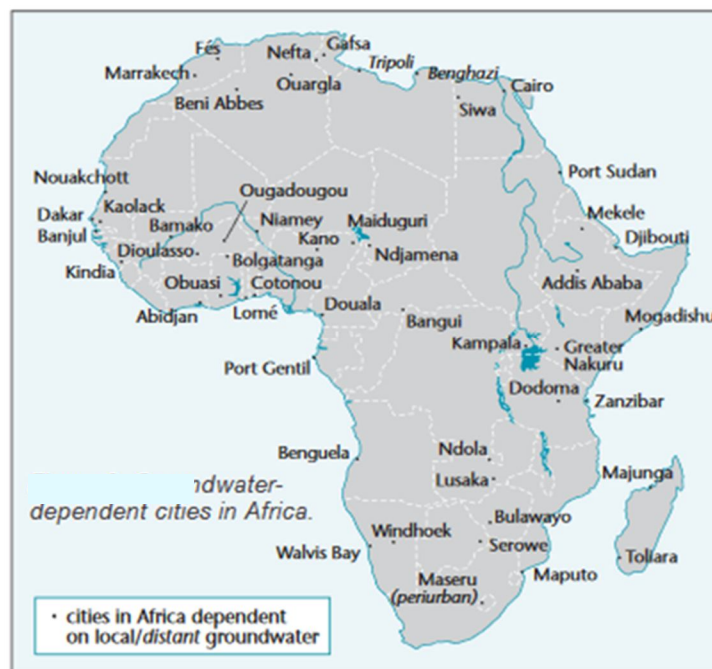 Fés
Nefta
Gafsa
Tripoli
Benghazi
Cairo
Marrakech
Ouargla
Beni Abbes
Siwa
Nouakchott
Port Sudan
Ougadougou
Dakar
Kaolack
Mekele
Banjul
Bamako
Niamey
Maiduguri
Djibouti
Dioulasso
Kano
Ndjamena
Kindia
Bolgatanga
Addis Ababa
Obuasi
Cotonou
Abidjan
Lomé
Douala
Bangui
Mogadishu
Kampala
Greater
Nakuru
Port Gentil
Dodoma
Zanzibar
Benguela
Ndola
Lusaka
Majunga
ndwater-
dependent cities in Africa.
Bulawayo
Windhoek
Serowe
Walvis Bay
Toliara
Maputo
Maseru
(periurban)
· cities in Africa dependent
on local/distant groundwater